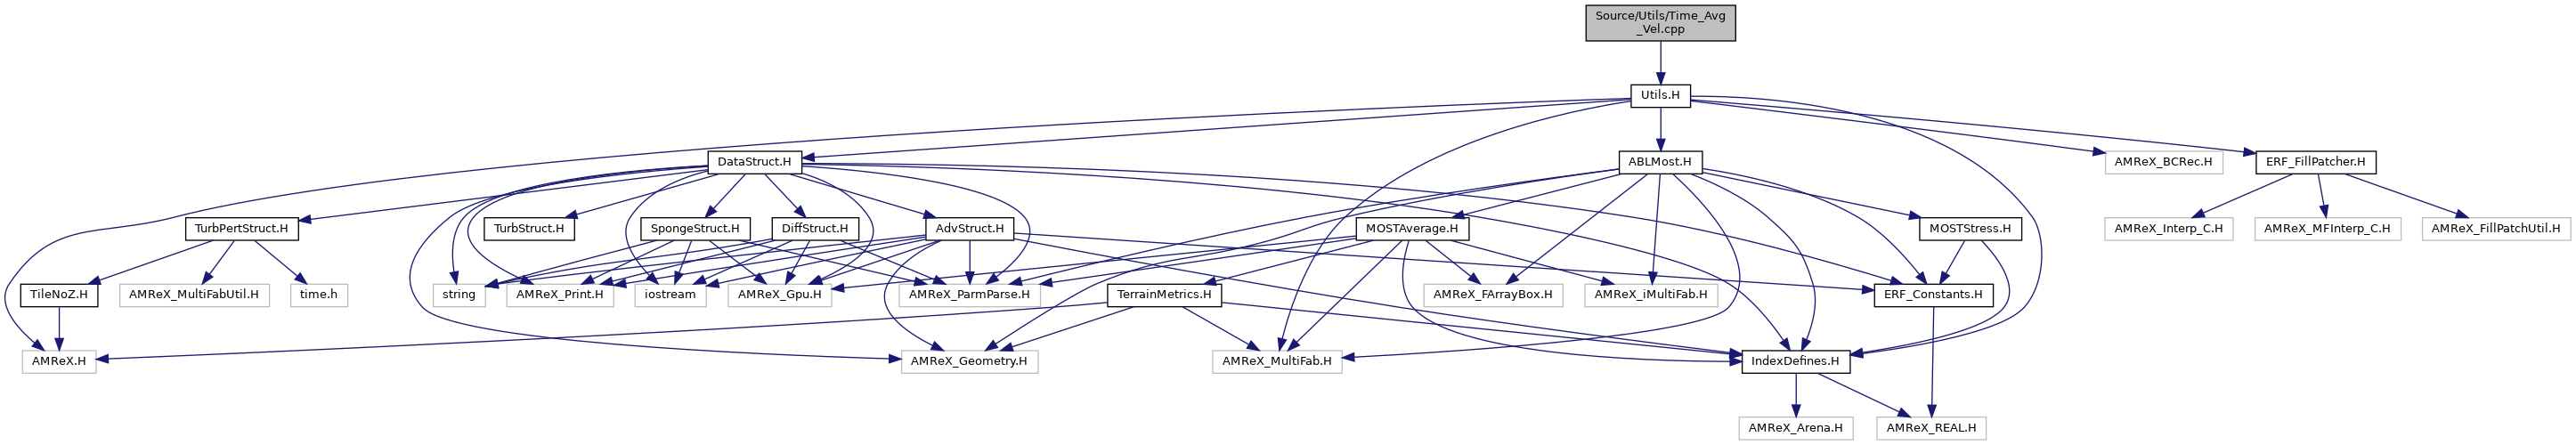 Source/Utils/Time_Avg
_Vel.cpp
Utils.H
DataStruct.H
ABLMost.H
AMReX_BCRec.H
ERF_FillPatcher.H
TurbPertStruct.H
TurbStruct.H
SpongeStruct.H
DiffStruct.H
AdvStruct.H
MOSTAverage.H
MOSTStress.H
AMReX_Interp_C.H
AMReX_MFInterp_C.H
AMReX_FillPatchUtil.H
TileNoZ.H
AMReX_MultiFabUtil.H
time.h
string
AMReX_Print.H
iostream
AMReX_Gpu.H
AMReX_ParmParse.H
TerrainMetrics.H
AMReX_FArrayBox.H
AMReX_iMultiFab.H
ERF_Constants.H
AMReX.H
AMReX_Geometry.H
AMReX_MultiFab.H
IndexDefines.H
AMReX_Arena.H
AMReX_REAL.H